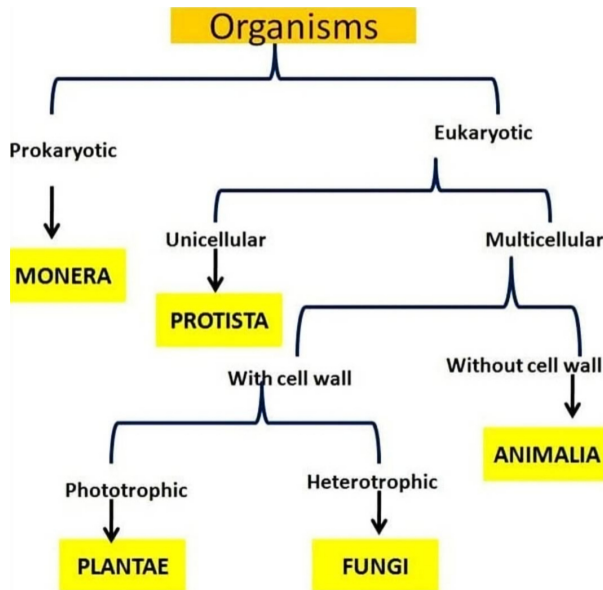 Organisms
Prokaryotic
Eukaryotic
MONERA
Unicellular
Multicellular
PROTISTA
With cell wall
Without cell wall
ANIMALIA
Phototrophic
Heterotrophic
PLANTAE
FUNGI